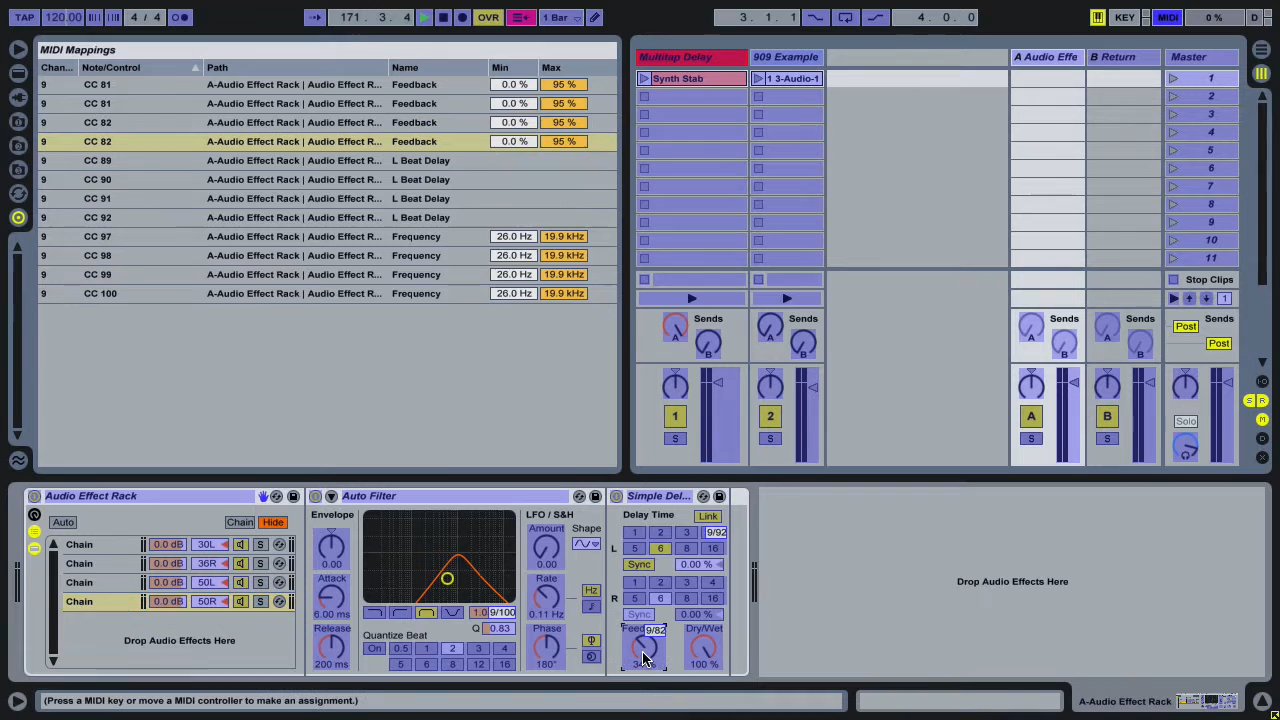 TAP 120.00 4 / 4 171 . 3 . 4 OVR 1 Bar 3 . 1 . 1 4 . 0 . 0 KEY MIDI 0 % D
MIDI Mappings
Chan... Note/Control Path Name Min Max
9 CC 81 A-Audio Effect Rack | Audio Effect R... Feedback 0.0 % 95 %
9 CC 81 A-Audio Effect Rack | Audio Effect R... Feedback 0.0 % 95 %
9 CC 82 A-Audio Effect Rack | Audio Effect R... Feedback 0.0 % 95 %
9 CC 82 A-Audio Effect Rack | Audio Effect R... Feedback 0.0 % 95 %
9 CC 89 A-Audio Effect Rack | Audio Effect R... L Beat Delay
9 CC 90 A-Audio Effect Rack | Audio Effect R... L Beat Delay
9 CC 91 A-Audio Effect Rack | Audio Effect R... L Beat Delay
9 CC 92 A-Audio Effect Rack | Audio Effect R... L Beat Delay
9 CC 97 A-Audio Effect Rack | Audio Effect R... Frequency 26.0 Hz 19.9 kHz
9 CC 98 A-Audio Effect Rack | Audio Effect R... Frequency 26.0 Hz 19.9 kHz
9 CC 99 A-Audio Effect Rack | Audio Effect R... Frequency 26.0 Hz 19.9 kHz
9 CC 100 A-Audio Effect Rack | Audio Effect R... Frequency 26.0 Hz 19.9 kHz
Multitap Delay 909 Example A Audio Effe B Return Master
Synth Stab 1 3-Audio-1 1
2
3
4
5
6
7
8
9
10
11
Stop Clips
1
Sends Sends Sends
A A A A Post
B B B B Post
1 2 A B Solo
S S S S
S R
M
D
X
Audio Effect Rack
Auto Chain Hide
Chain 0.0 dB 30L S
Chain 0.0 dB 36R S
Chain 0.0 dB 50L S
Chain 0.0 dB 50R S
Drop Audio Effects Here
Auto Filter
Envelope LFO / S&H
0.00 Amount Shape
0.00
Attack Rate Hz
6.00 ms 0.11 Hz
1.0 9/100
Q 0.83
Release Quantize Beat Phase
On 0.5 1 2 3 4
200 ms 5 6 8 12 16 180°
Simple Del...
Delay Time Link
1 2 3 9/92
L 5 6 8 16
Sync 0.00 %
1 2 3 4
R 5 6 8 16
Sync 0.00 %
Feed 9/82 Dry/Wet
100 %
Drop Audio Effects Here
(Press a MIDI key or move a MIDI controller to make an assignment.)
A-Audio Effect Rack